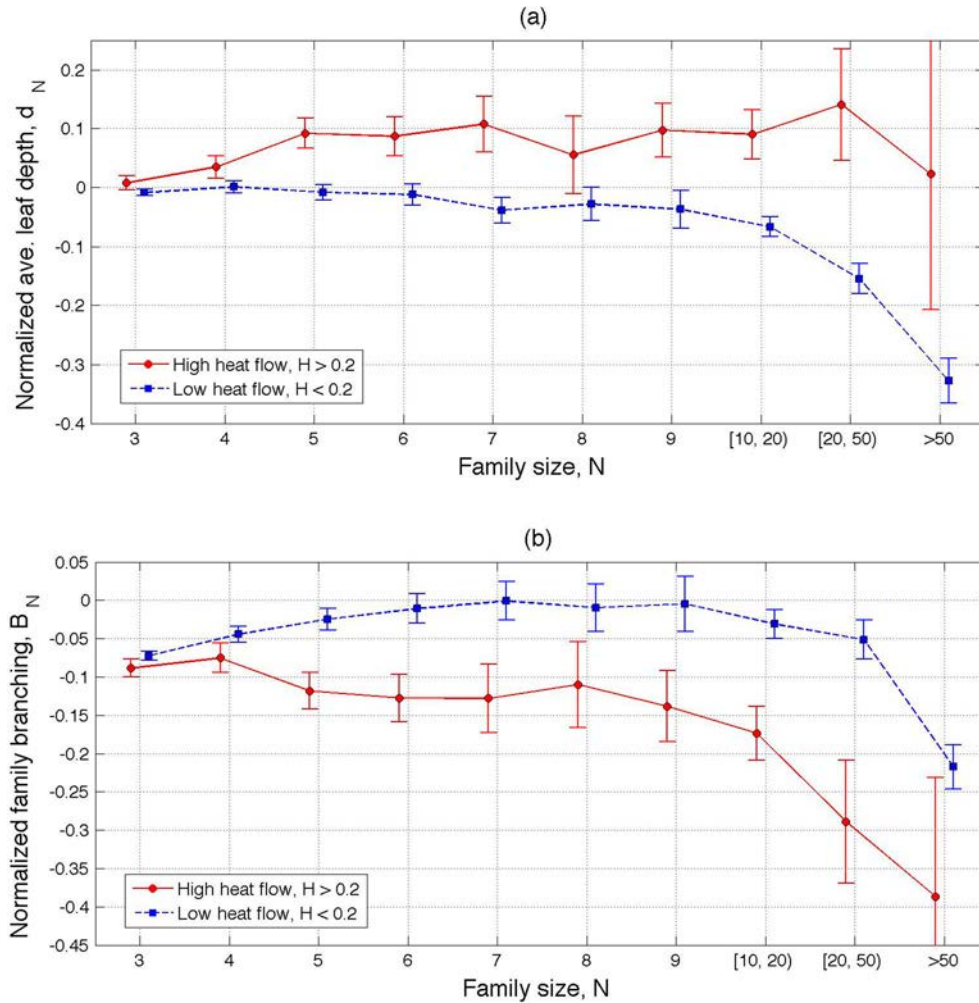 (a)
Normalized ave. leaf depth, d_N
0.2
0.1
0
-0.1
-0.2
-0.3
-0.4
High heat flow, H > 0.2
Low heat flow, H < 0.2
3 4 5 6 7 8 9 [10, 20) [20, 50) >50
Family size, N
(b)
Normalized family branching, B_N
0.05
0
-0.05
-0.1
-0.15
-0.2
-0.25
-0.3
-0.35
-0.4
-0.45
High heat flow, H > 0.2
Low heat flow, H < 0.2
3 4 5 6 7 8 9 [10, 20) [20, 50) >50
Family size, N